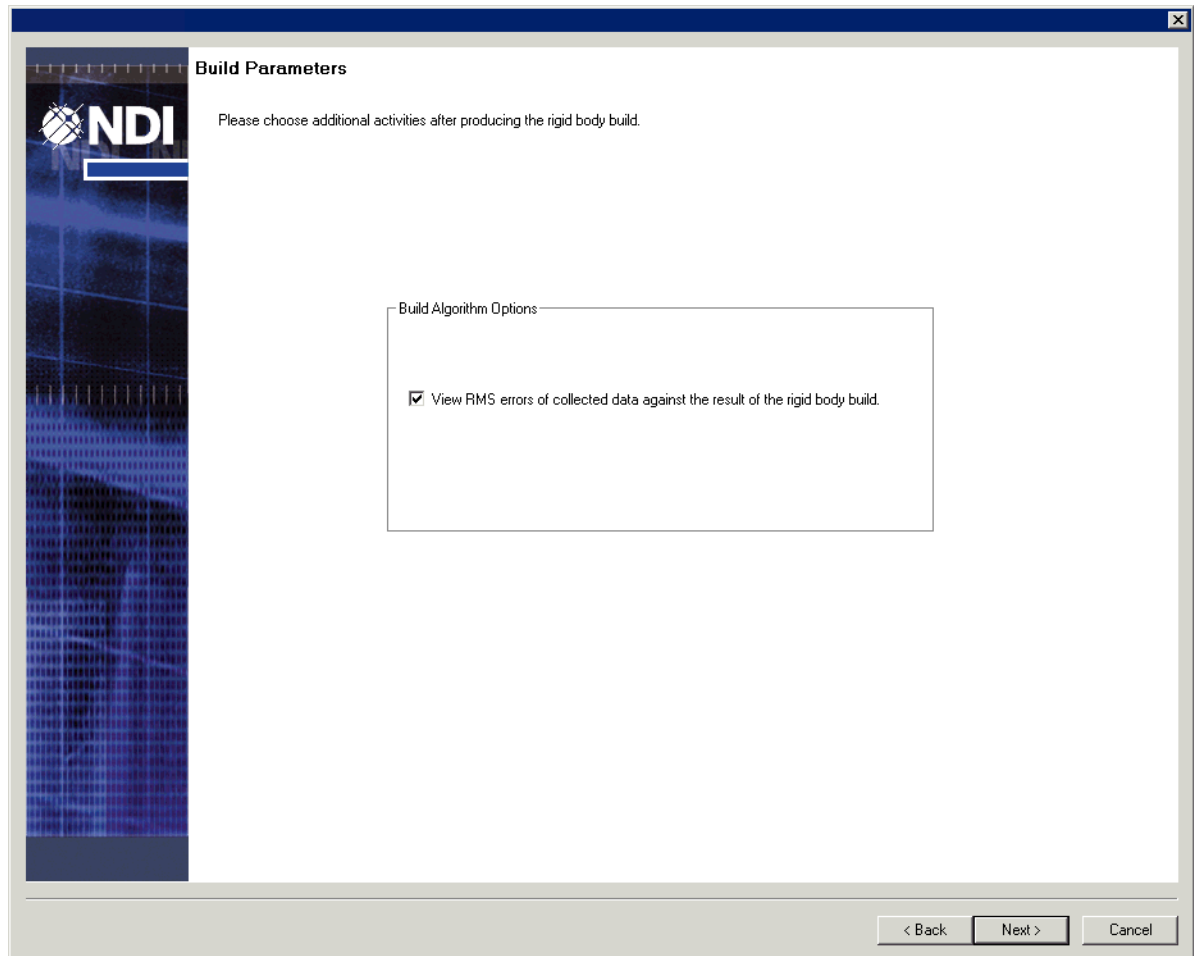 Build Parameters
NDI
Please choose additional activities after producing the rigid body build.
Build Algorithm Options
View RMS errors of collected data against the result of the rigid body build.
< Back
Next >
Cancel